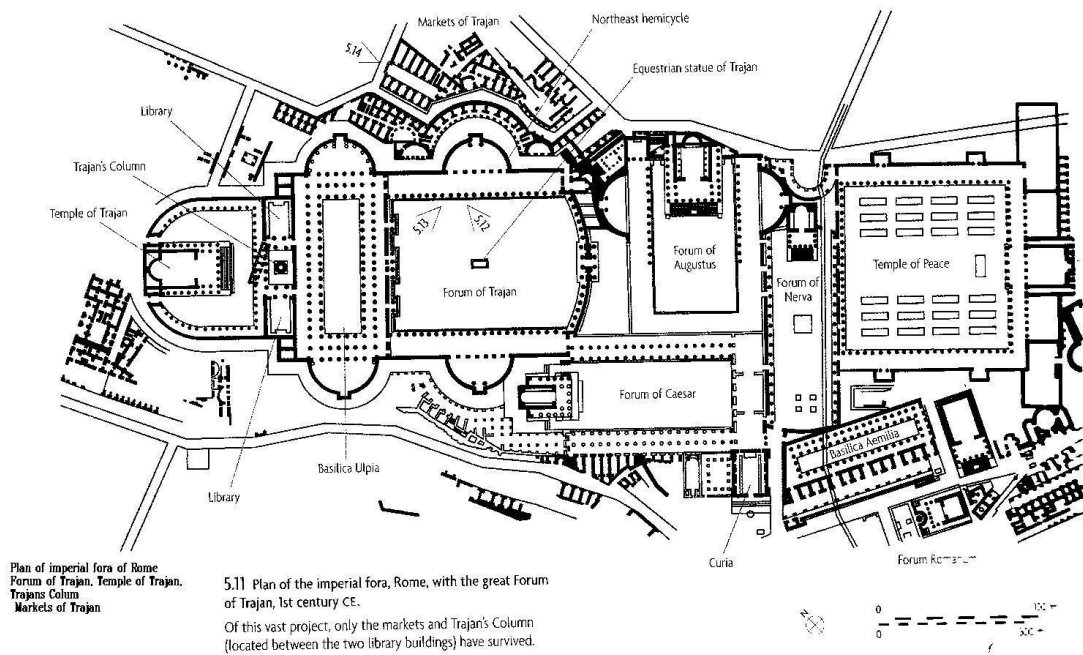 Markets of Trajan
Northeast hemicycle
5.14
Equestrian statue of Trajan
Library
Trajan's Column
Temple of Trajan
5.13
5.12
Forum of Trajan
Forum of
Augustus
Forum of
Nerva
Temple of Peace
Forum of Caesar
Basilica Aemilia
Basilica Ulpia
Library
Curia
Forum Romanum
Plan of imperial fora of Rome
Forum of Trajan, Temple of Trajan,
Trajans Colum
Markets of Trajan
5.11 Plan of the imperial fora, Rome, with the great Forum
of Trajan, 1st century CE.
Of this vast project, only the markets and Trajan's Column
(located between the two library buildings) have survived.
N
0 100 m
0 300